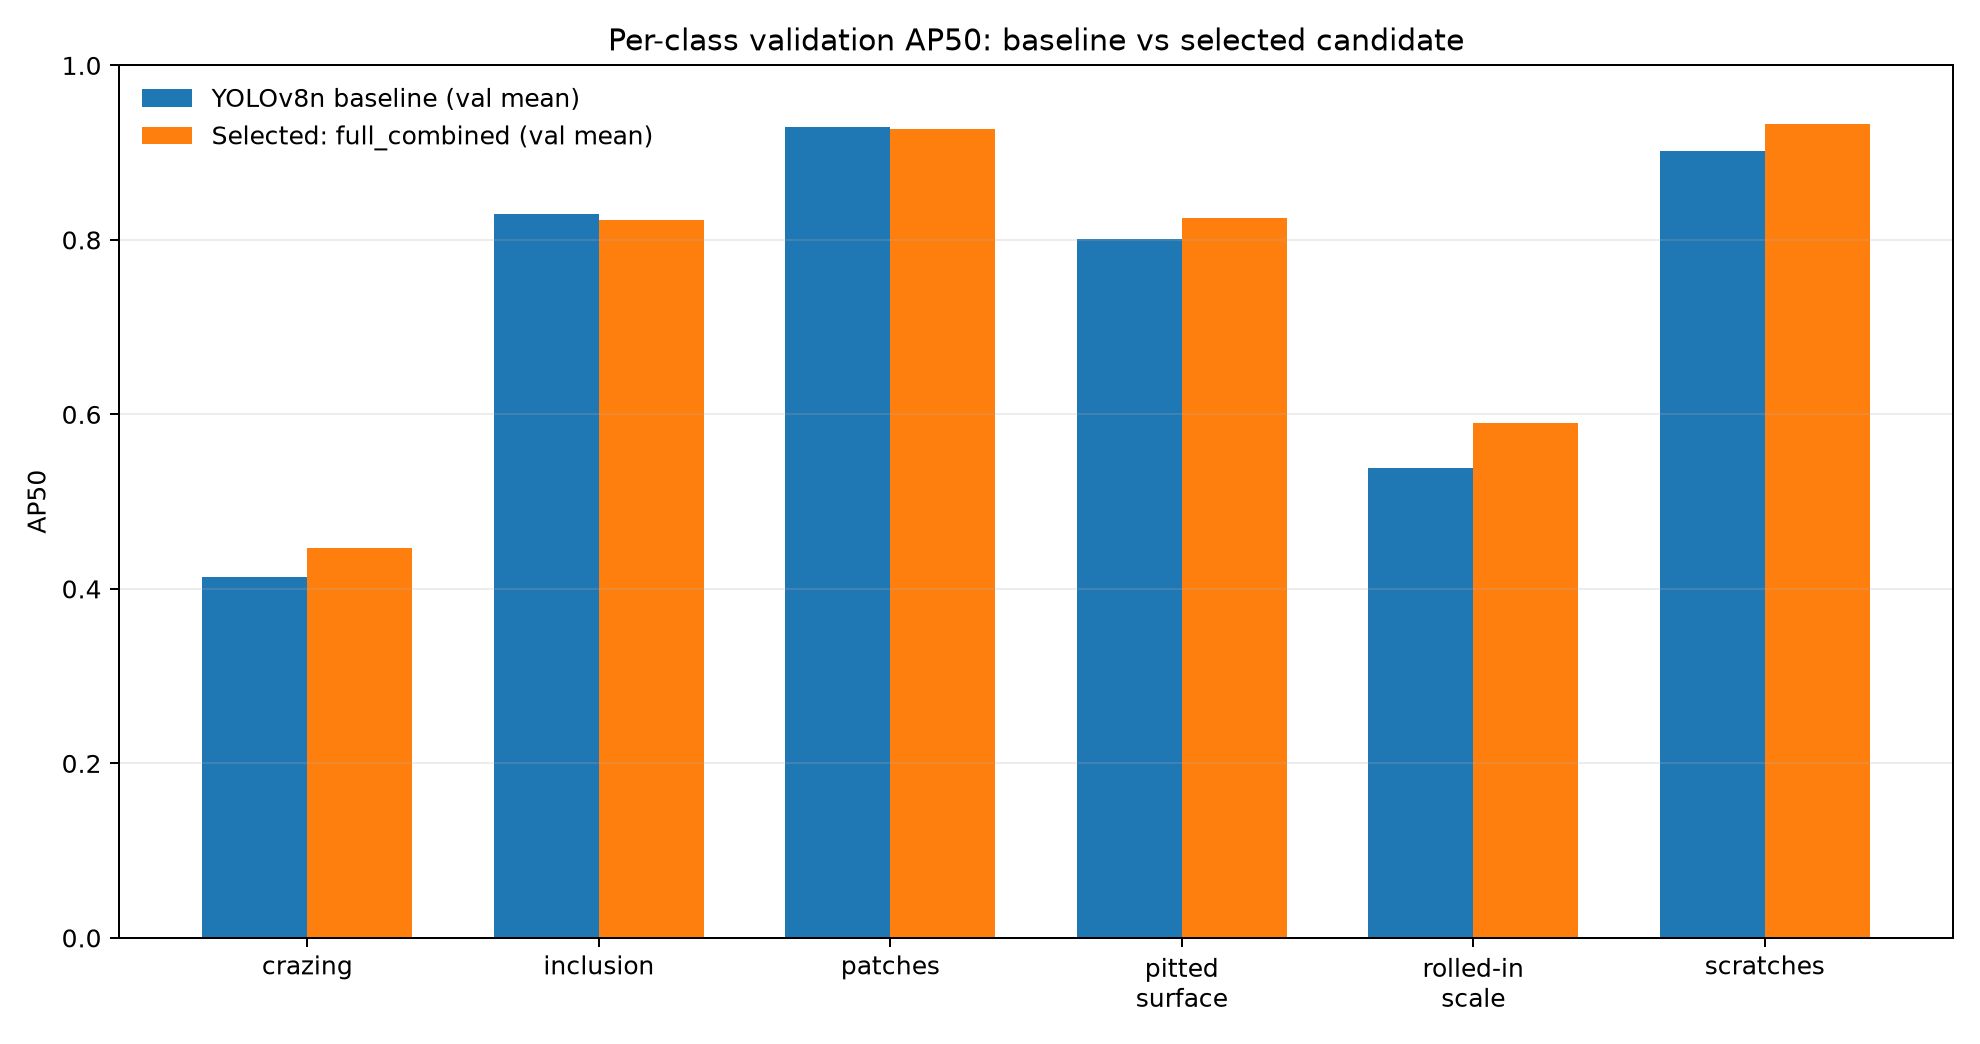 Per-class validation AP50: baseline vs selected candidate
YOLOv8n baseline (val mean)
Selected: full_combined (val mean)
AP50
1.0
0.8
0.6
0.4
0.2
0.0
crazing
inclusion
patches
pitted
surface
rolled-in
scale
scratches